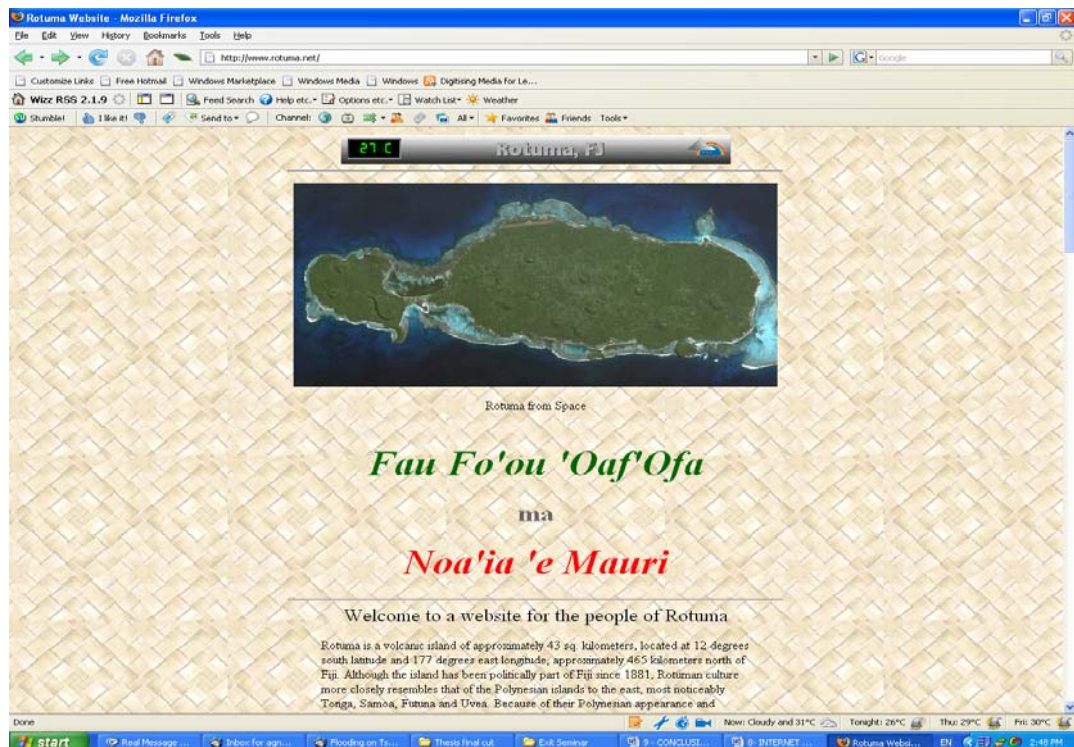 Rotuma Website - Mozilla Firefox
File Edit View History Bookmarks Tools Help
http://www.rotuma.net/
Google
Customize Links Free Hotmail Windows Marketplace Windows Media Windows Digitising Media for Le...
Wizz RSS 2.1.9 Feed Search Help etc. Options etc. Watch List Weather
Stumble! I like it! Send to Channel: All Favorites Friends Tools
27 C Rotuma, FJ
Rotuma from Space
Fau Fo'ou 'Oaf'Ofa
ma
Noa'ia 'e Mauri
Welcome to a website for the people of Rotuma
Rotuma is a volcanic island of approximately 43 sq. kilometers, located at 12 degrees
south latitude and 177 degrees east longitude, approximately 465 kilometers north of
Fiji. Although the island has been politically part of Fiji since 1881, Rotuman culture
more closely resembles that of the Polynesian islands to the east, most noticeably
Tonga, Samoa, Futuna and Uvea. Because of their Polynesian appearance and
Done Now: Cloudy and 31°C Tonight: 26°C Thu: 29°C Fri: 30°C
start Real Message ... Inbox for agn... Flooding on Ts... Thesis final cut Exit Seminar 9 - CONCLUSI... 8- INTERNET ... Rotuma Websi... EN 2:48 PM